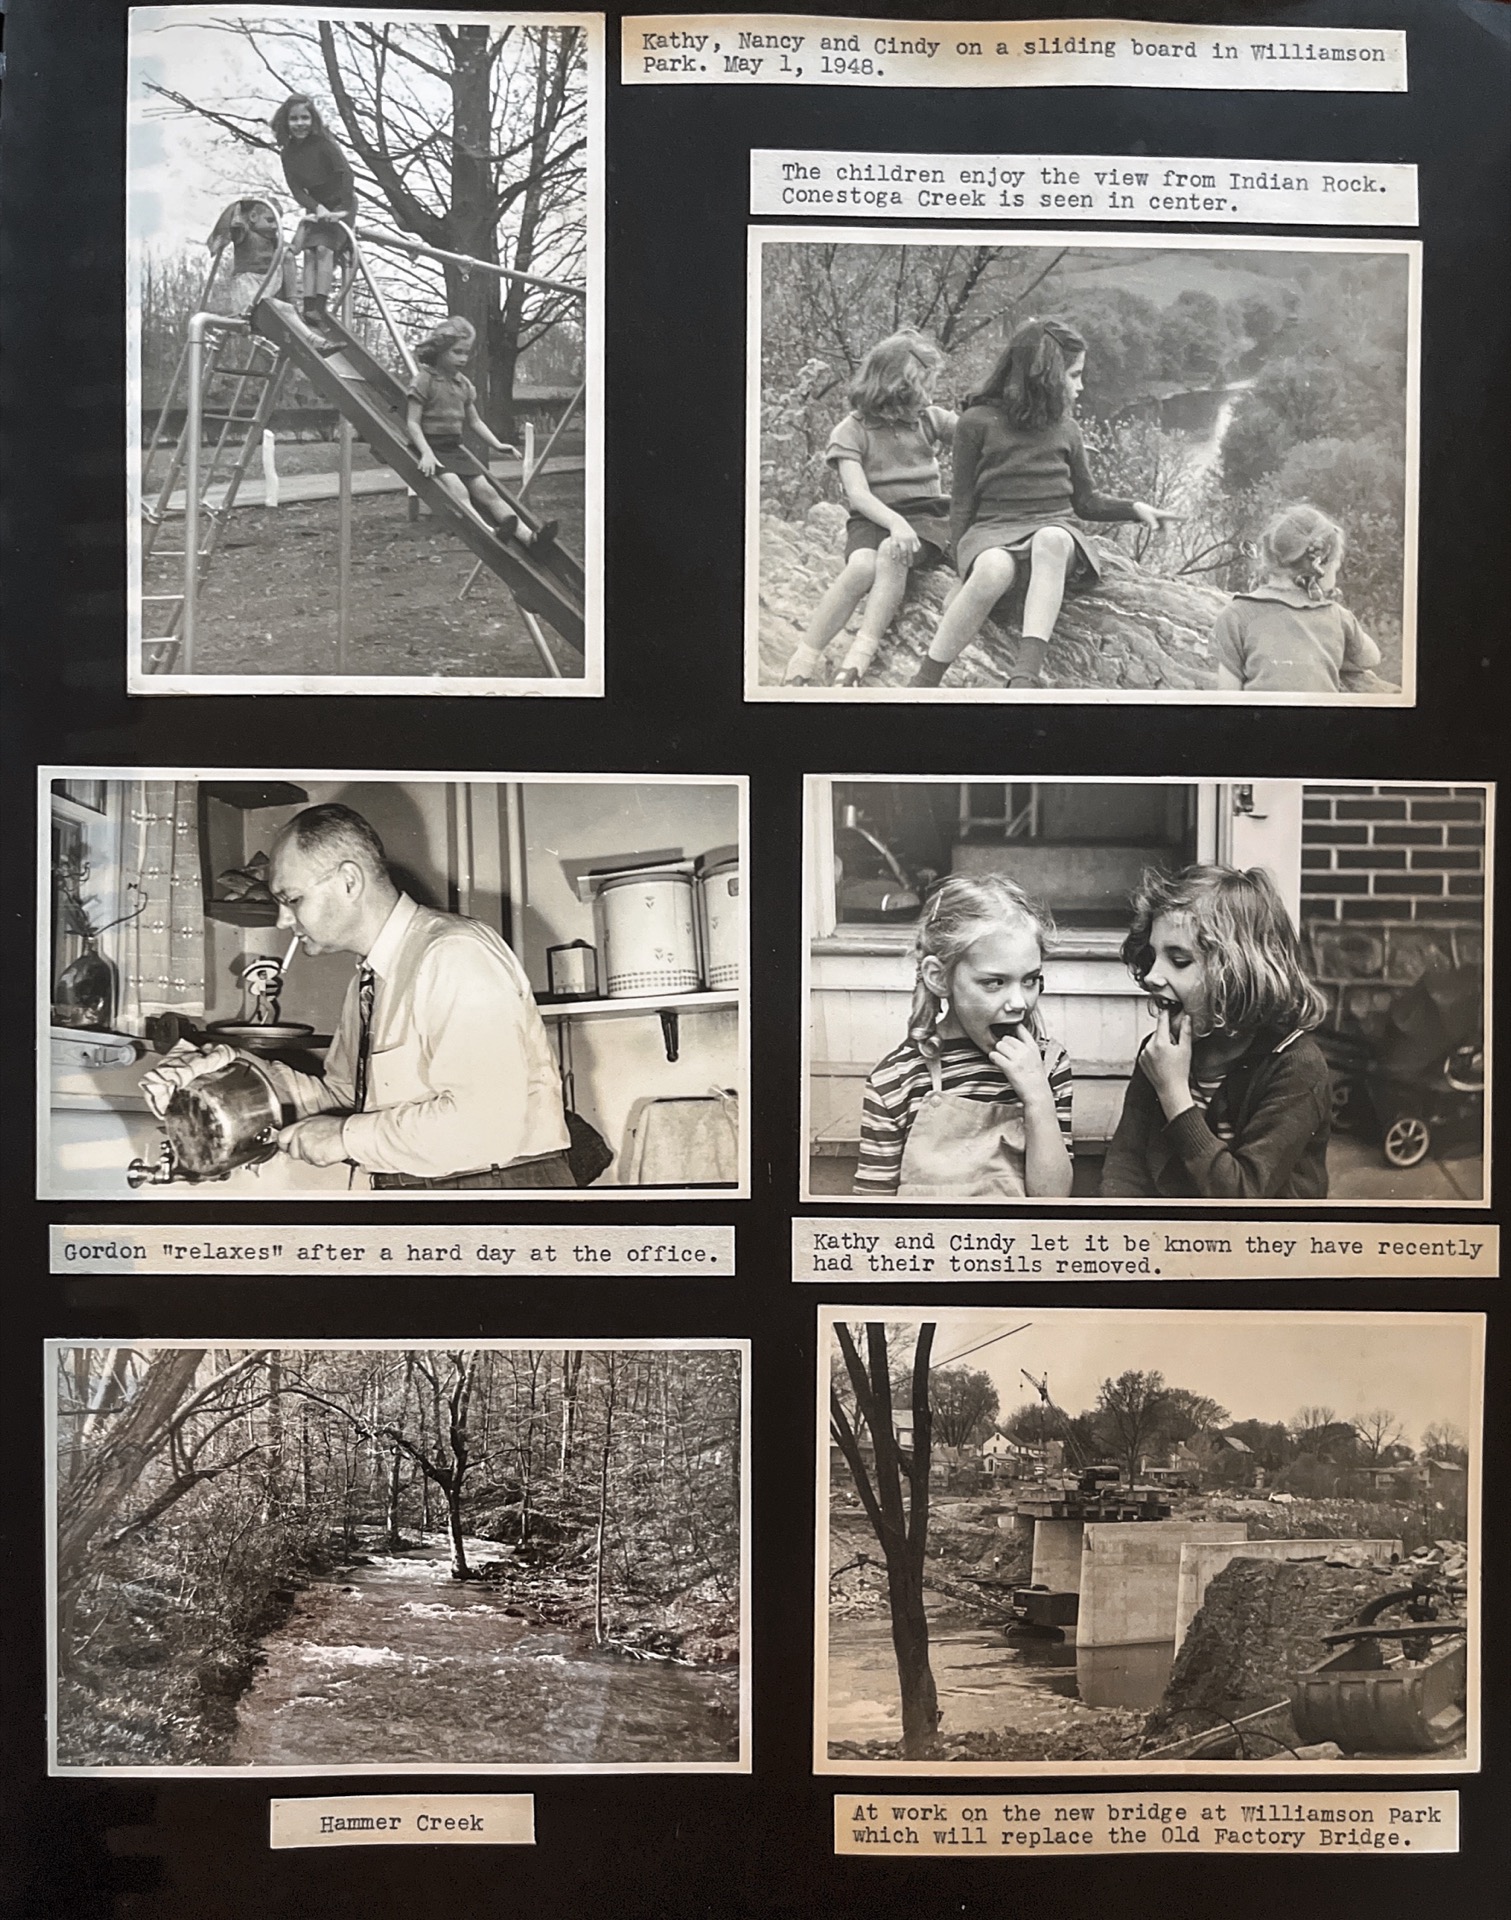 Kathy, Nancy and Cindy on a sliding board in Williamson
Park. May 1, 1948.
The children enjoy the view from Indian Rock.
Conestoga Creek is seen in center.
Gordon "relaxes" after a hard day at the office.
Kathy and Cindy let it be known they have recently
had their tonsils removed.
Hammer Creek
At work on the new bridge at Williamson Park
which will replace the Old Factory Bridge.